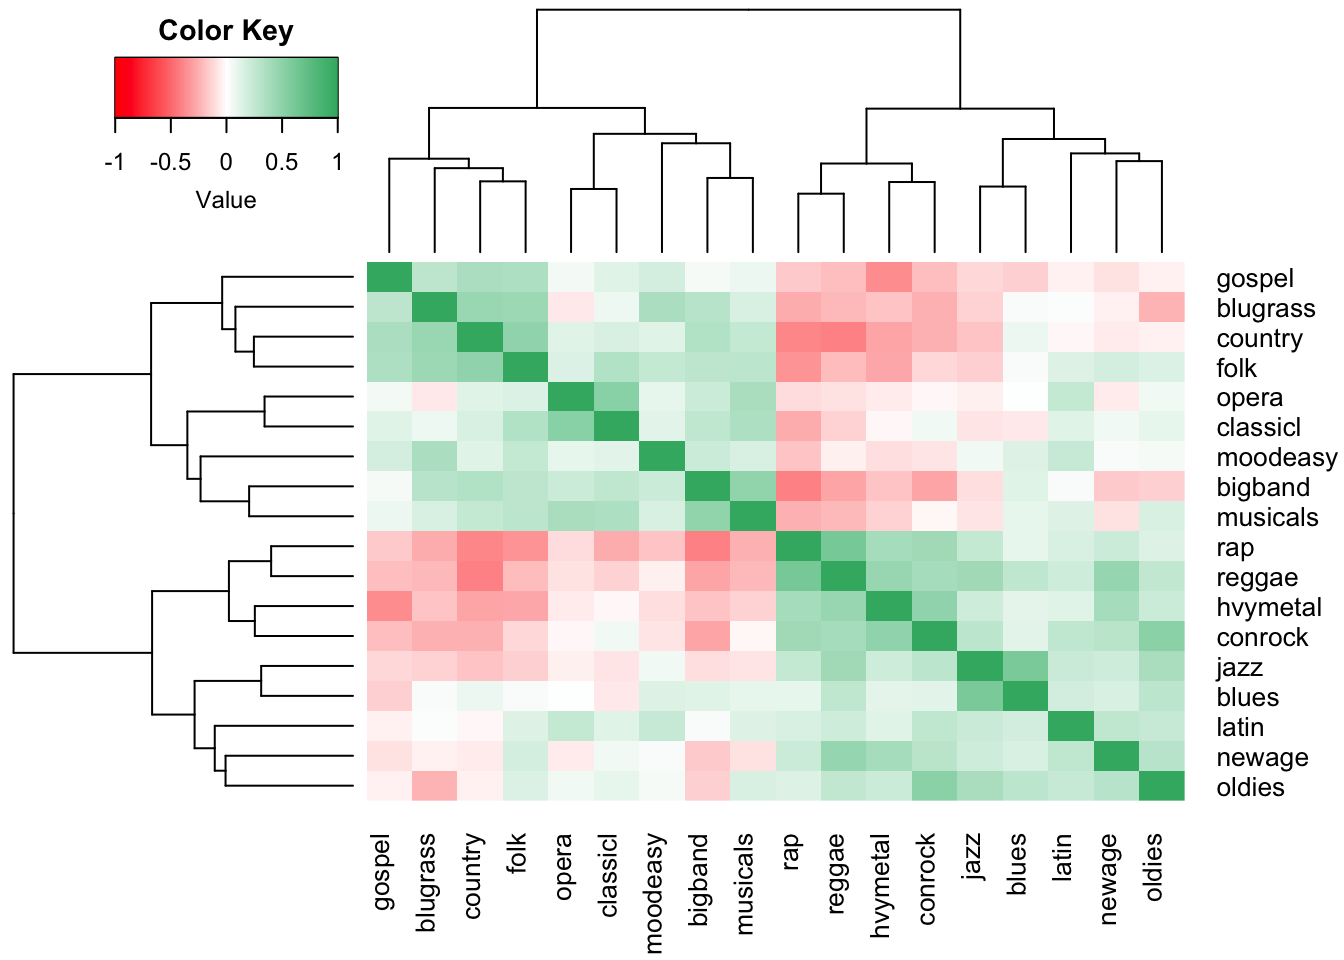 Color Key
-1 -0.5 0 0.5 1
Value
gospel
blugrass
country
folk
opera
classicl
moodeasy
bigband
musicals
rap
reggae
hvymetal
conrock
jazz
blues
latin
newage
oldies
gospel
blugrass
country
folk
opera
classicl
moodeasy
bigband
musicals
rap
reggae
hvymetal
conrock
jazz
blues
latin
newage
oldies